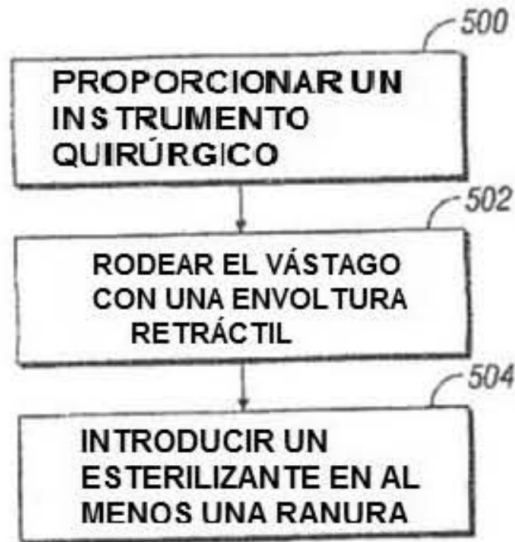 500
PROPORCIONAR UN
INSTRUMENTO
QUIRÚRGICO
502
RODEAR EL VÁSTAGO
CON UNA ENVOLTURA
RETRÁCTIL
504
INTRODUCIR UN
ESTERILIZANTE EN AL
MENOS UNA RANURA